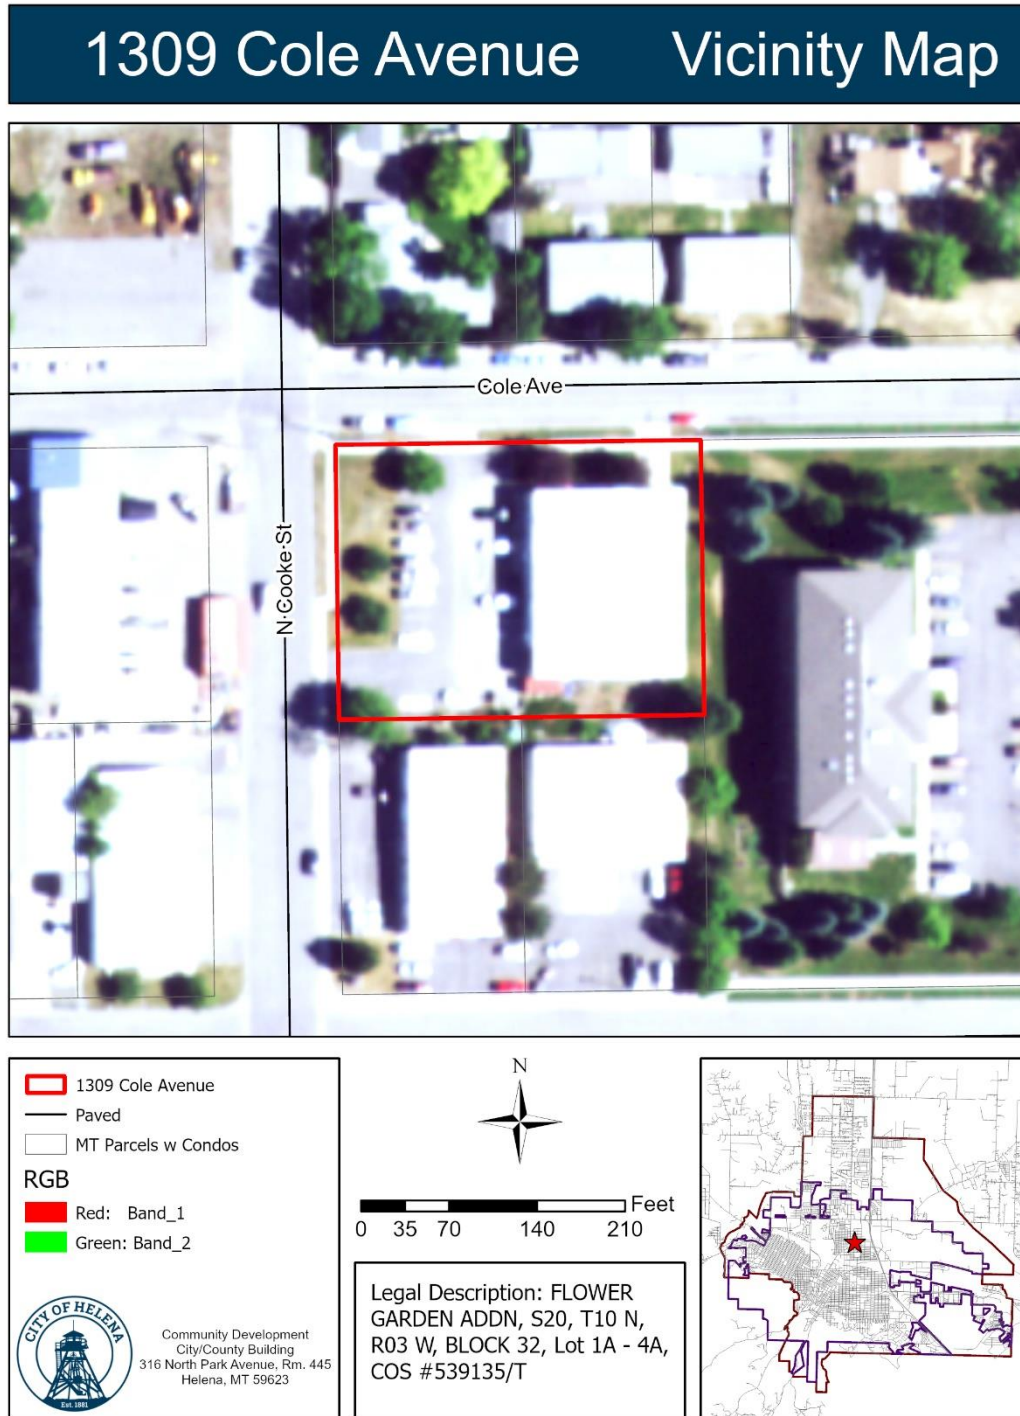 1309 Cole Avenue Vicinity Map
Cole Ave
N Cooke St
1309 Cole Avenue
Paved
MT Parcels w Condos
RGB
Red: Band_1
Green: Band_2
CITY OF HELENA
Est. 1881
Community Development
City/County Building
316 North Park Avenue, Rm. 445
Helena, MT 59623
N
Feet
0 35 70 140 210
Legal Description: FLOWER
GARDEN ADDN, S20, T10 N,
R03 W, BLOCK 32, Lot 1A - 4A,
COS #539135/T